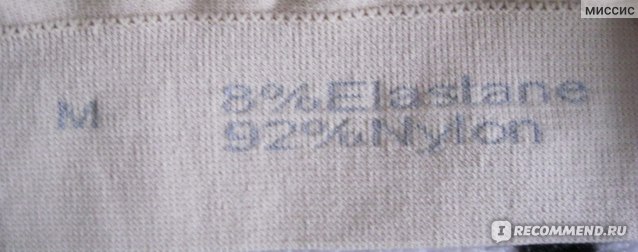 миссис
M
8%Elastane
92%Nylon
IRECOMMEND.RU